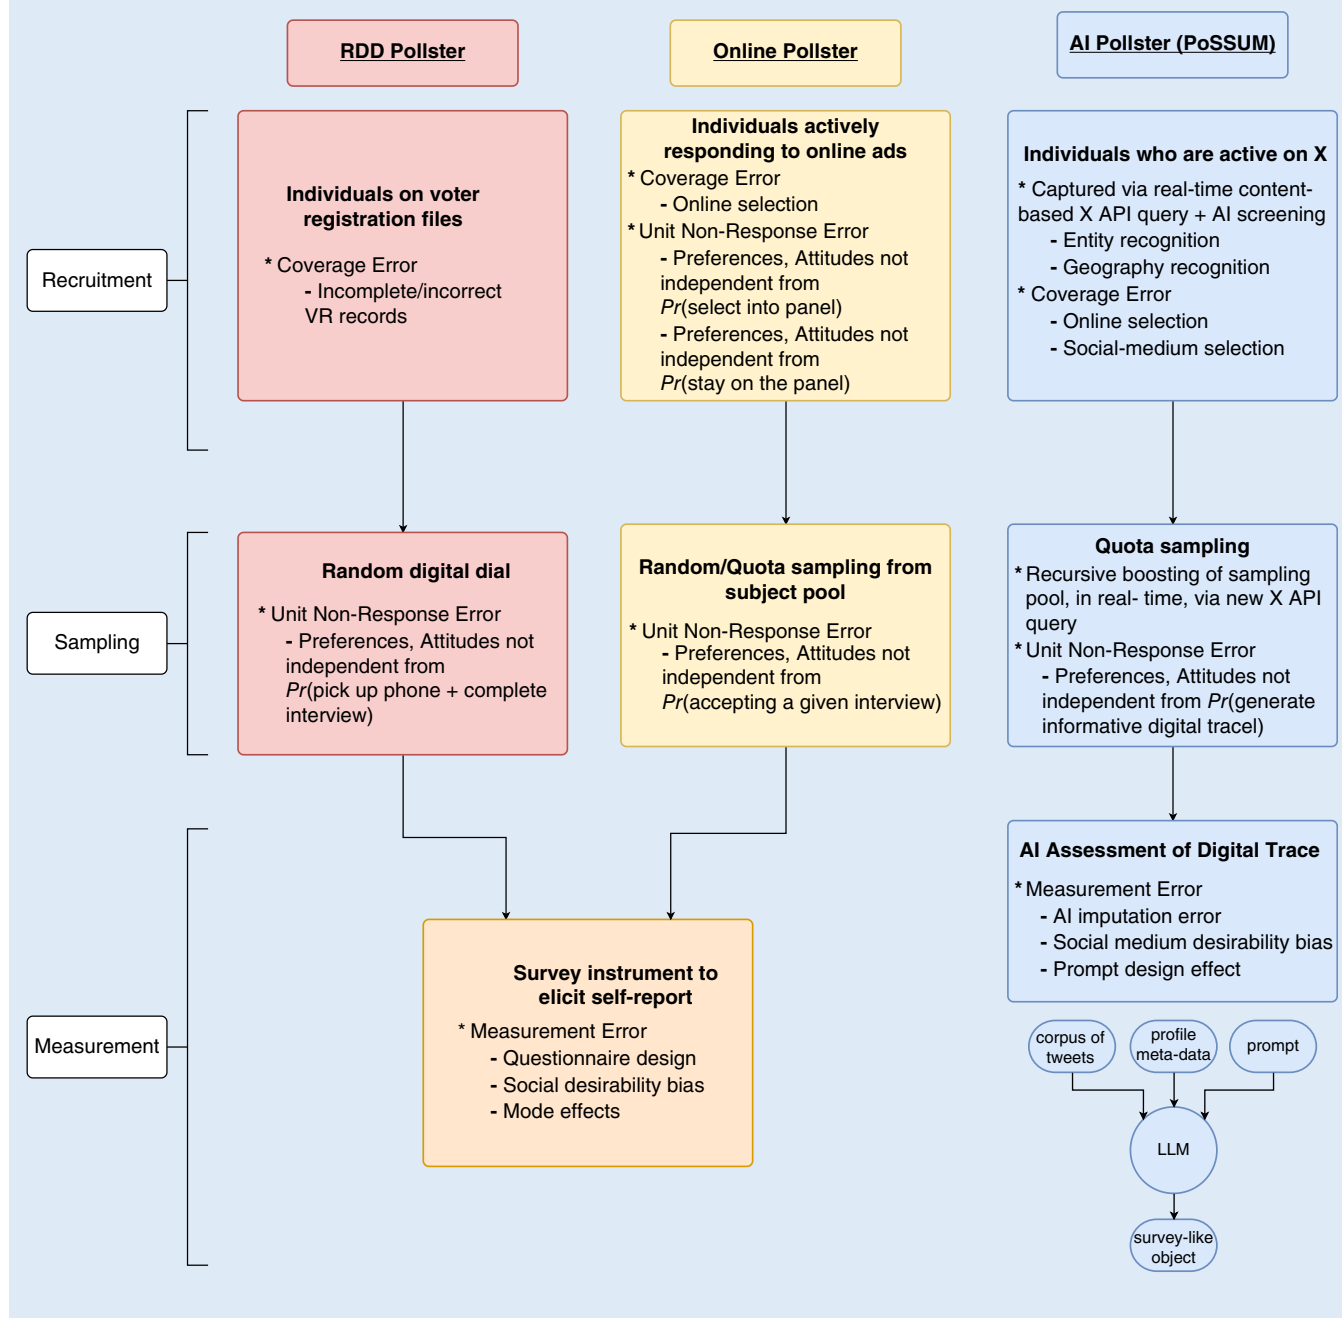 RDD Pollster
Online Pollster
AI Pollster (PoSSUM)
Recruitment
Individuals on voter
registration files
* Coverage Error
- Incomplete/incorrect
VR records
Individuals actively
responding to online ads
* Coverage Error
- Online selection
* Unit Non-Response Error
- Preferences, Attitudes not
independent from
Pr(select into panel)
- Preferences, Attitudes not
independent from
Pr(stay on the panel)
Individuals who are active on X
* Captured via real-time content-
based X API query + AI screening
- Entity recognition
- Geography recognition
* Coverage Error
- Online selection
- Social-medium selection
Sampling
Random digital dial
* Unit Non-Response Error
- Preferences, Attitudes not
independent from
Pr(pick up phone + complete
interview)
Random/Quota sampling from
subject pool
* Unit Non-Response Error
- Preferences, Attitudes not
independent from
Pr(accepting a given interview)
Quota sampling
* Recursive boosting of sampling
pool, in real- time, via new X API
query
* Unit Non-Response Error
- Preferences, Attitudes not
independent from Pr(generate
informative digital tracel)
Measurement
Survey instrument to
elicit self-report
* Measurement Error
- Questionnaire design
- Social desirability bias
- Mode effects
AI Assessment of Digital Trace
* Measurement Error
- AI imputation error
- Social medium desirability bias
- Prompt design effect
corpus of
tweets
profile
meta-data
prompt
LLM
survey-like
object